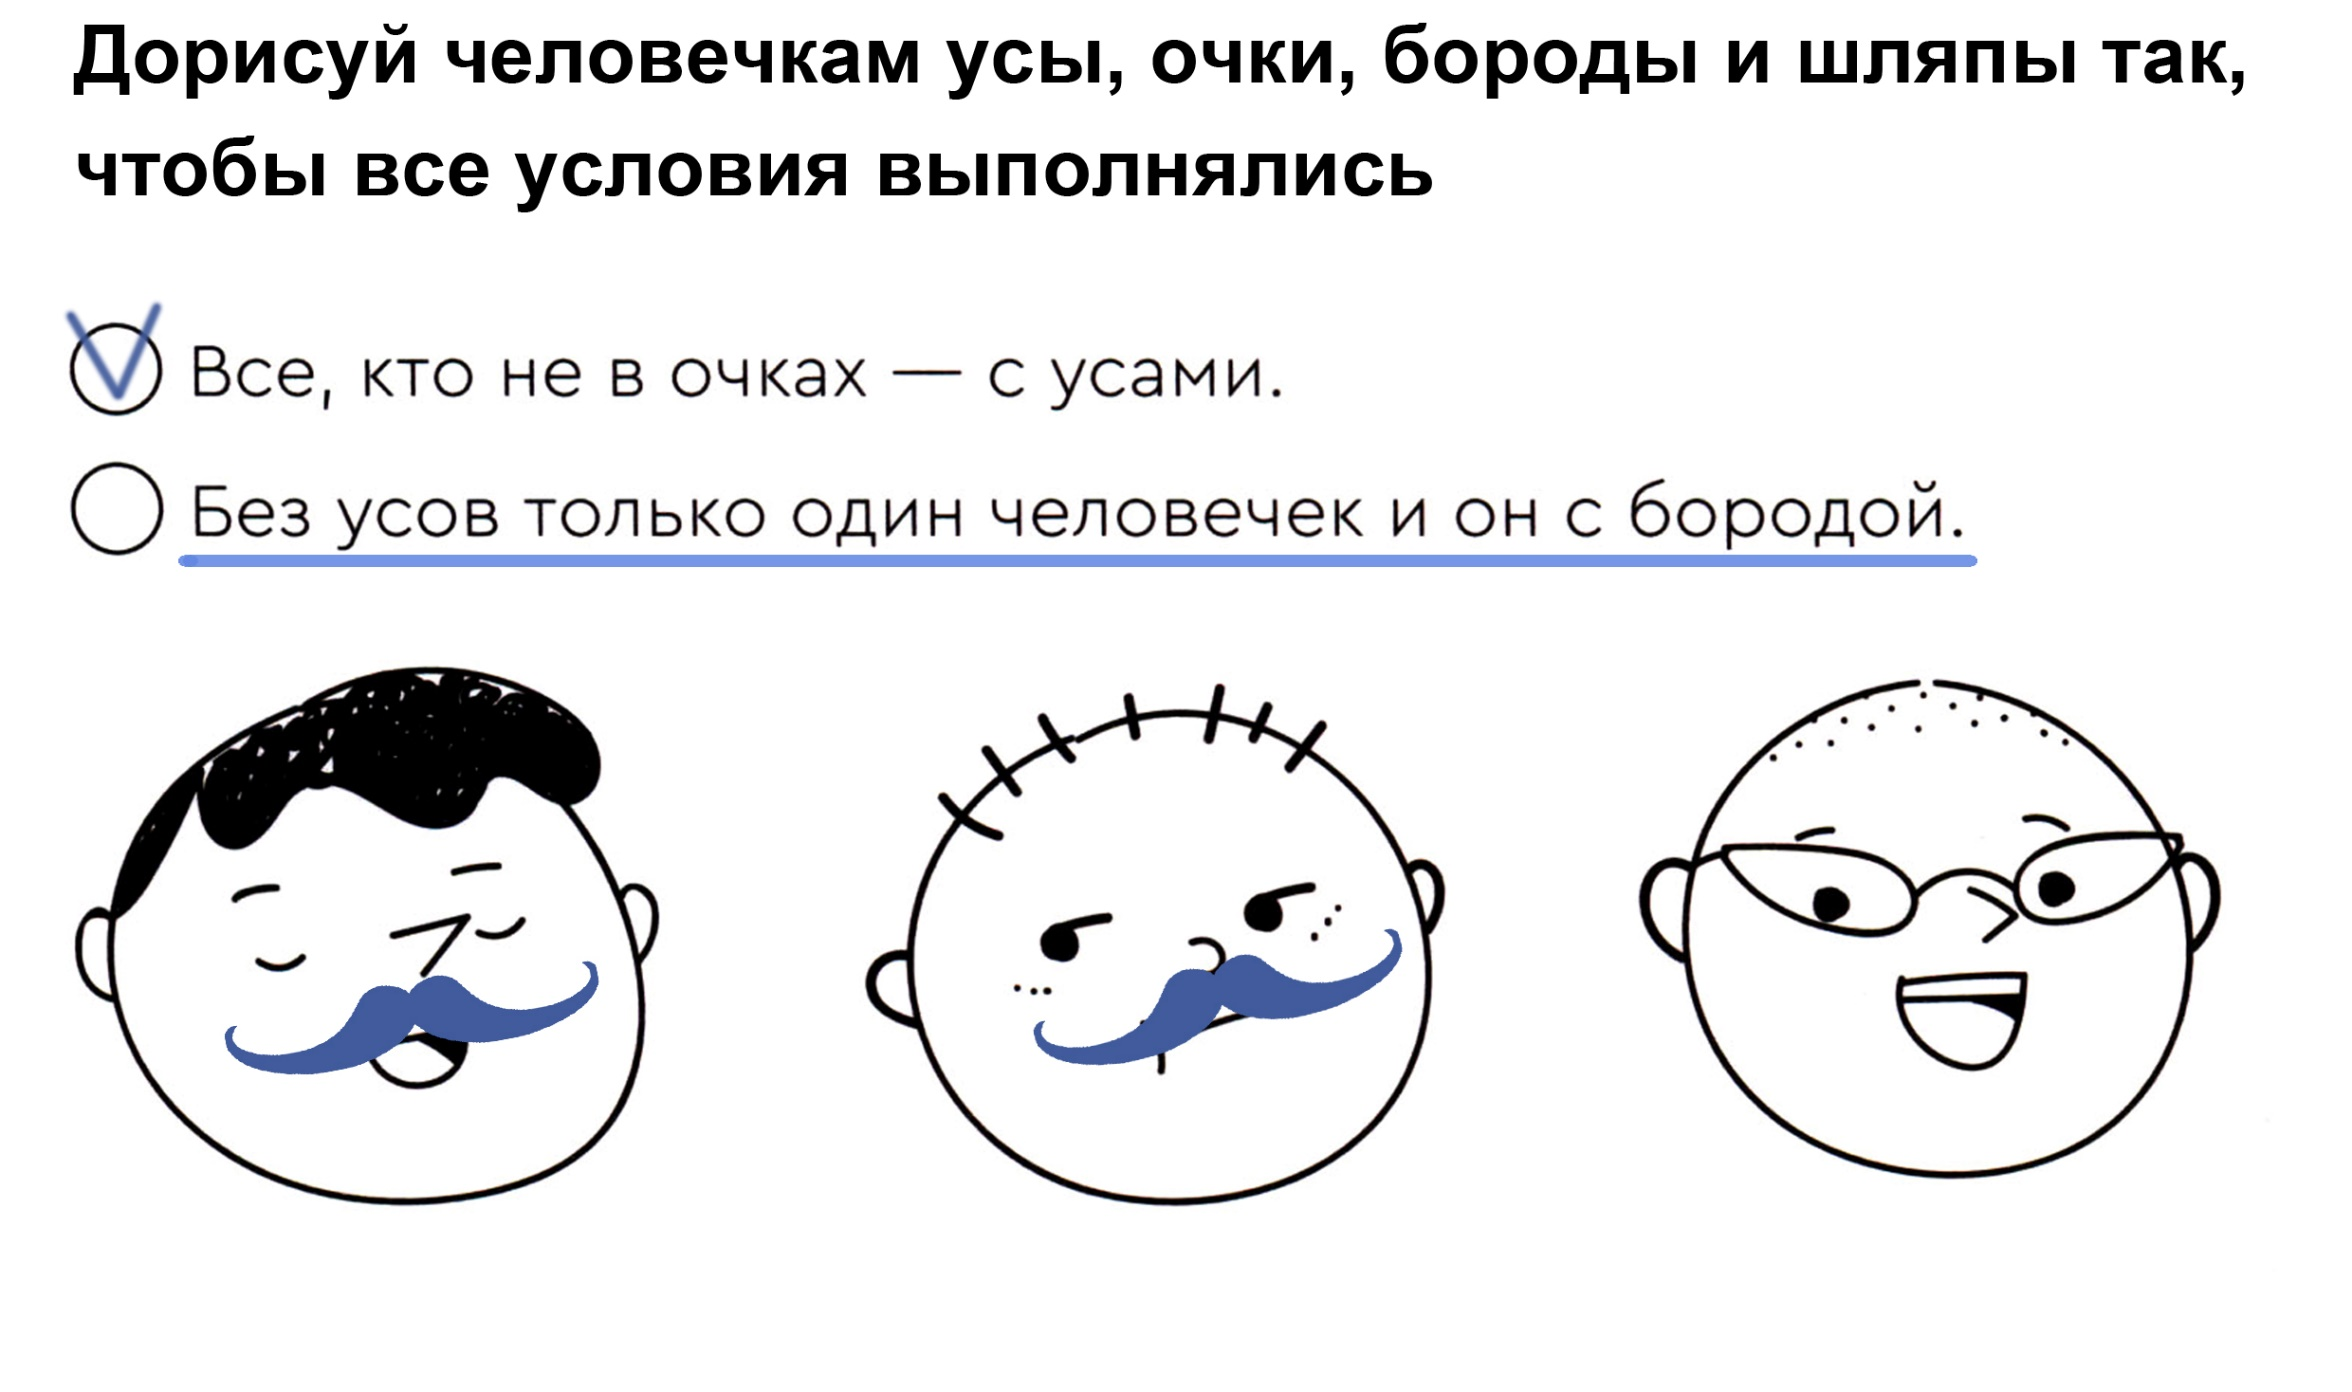 Дорисуй человечкам усы, очки, бороды и шляпы так,
чтобы все условия выполнялись
Все, кто не в очках — с усами.
Без усов только один человечек и он с бородой.